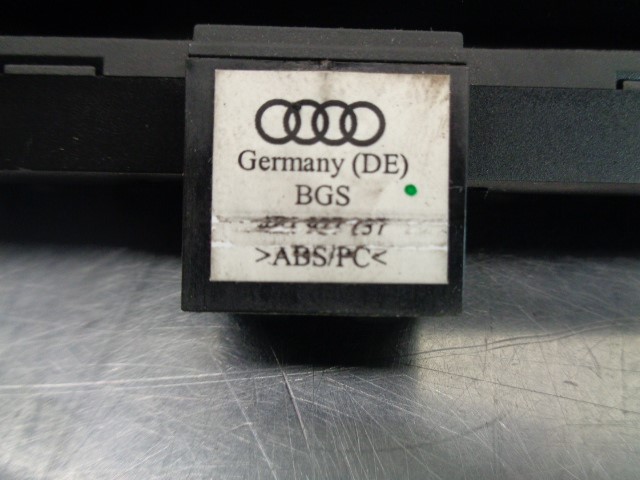 Germany (DE)
BGS
>ABS/PC<